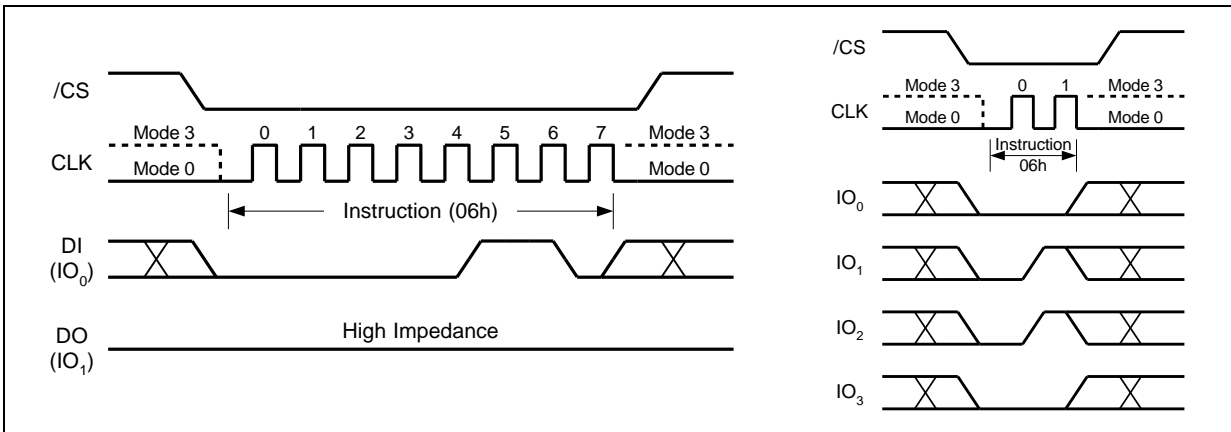 /CS
Mode 3 0 1 2 3 4 5 6 7 Mode 3
CLK Mode 0 Mode 0
Instruction (06h)
DI
(IO0)
High Impedance
DO
(IO1)
/CS
Mode 3 0 1 Mode 3
CLK Mode 0 Mode 0
Instruction
06h
IO0
IO1
IO2
IO3